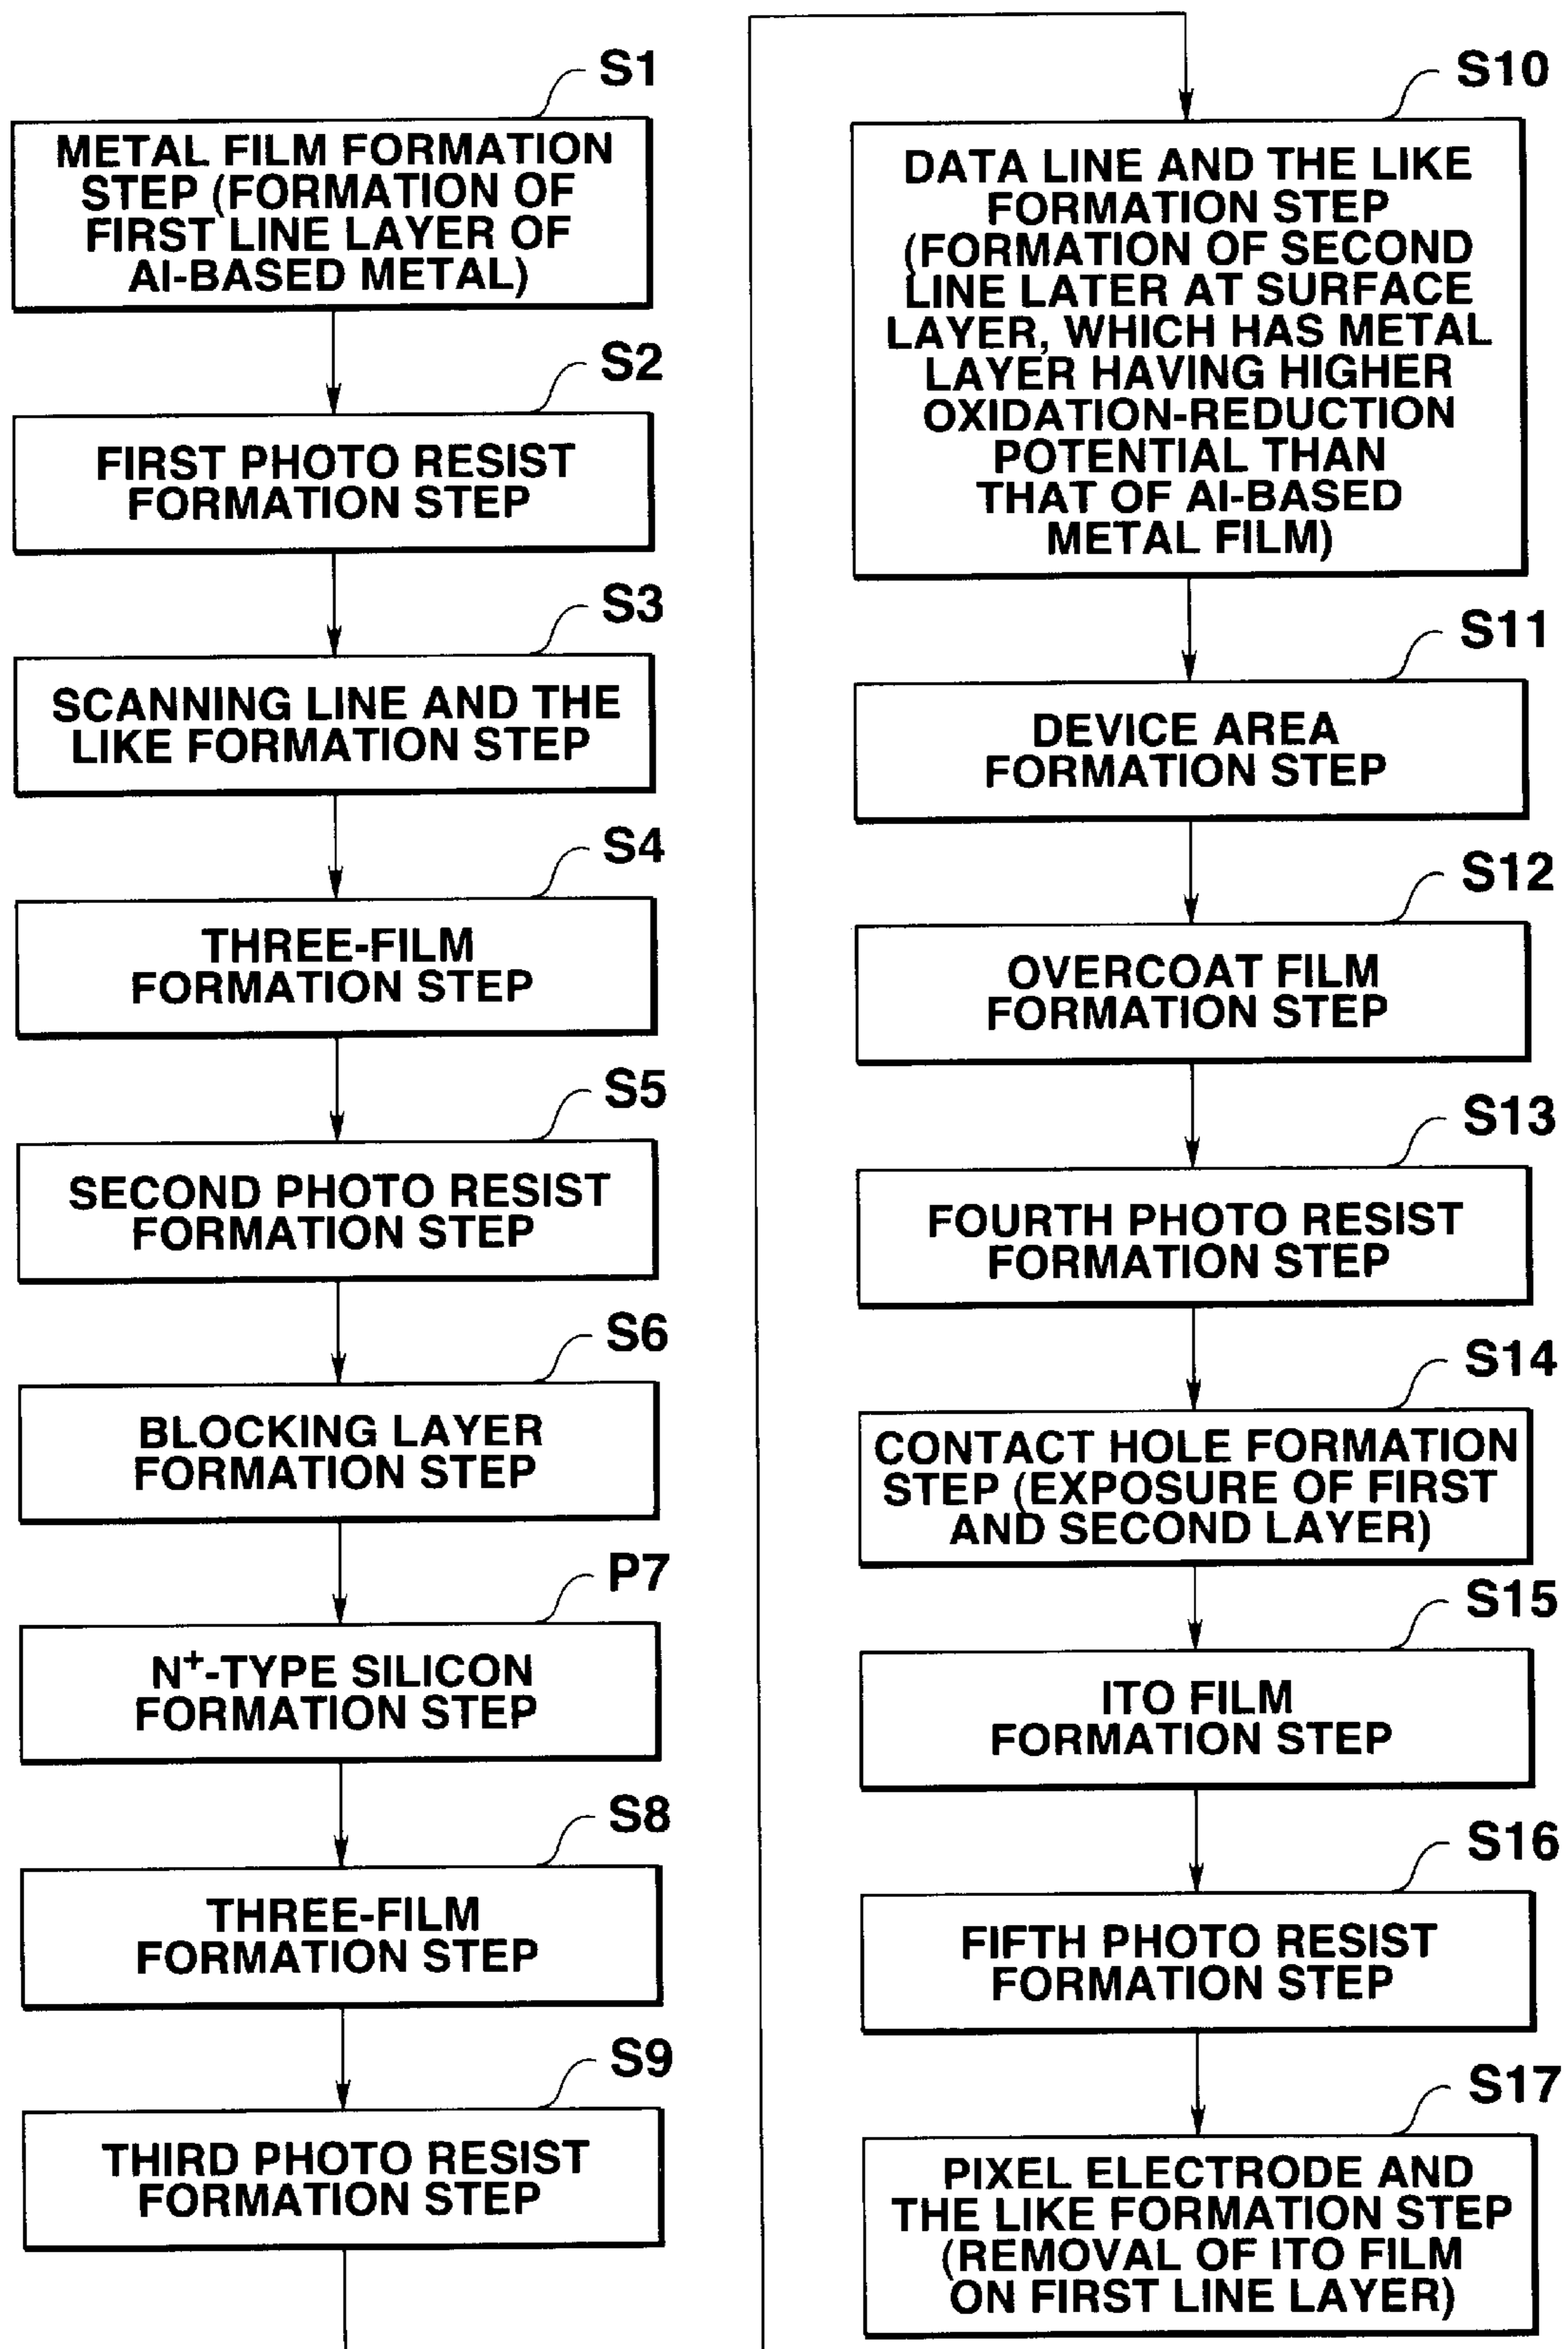 S1
METAL FILM FORMATION
STEP (FORMATION OF
FIRST LINE LAYER OF
Al-BASED METAL)
S2
FIRST PHOTO RESIST
FORMATION STEP
S3
SCANNING LINE AND THE
LIKE FORMATION STEP
S4
THREE-FILM
FORMATION STEP
S5
SECOND PHOTO RESIST
FORMATION STEP
S6
BLOCKING LAYER
FORMATION STEP
P7
N+-TYPE SILICON
FORMATION STEP
S8
THREE-FILM
FORMATION STEP
S9
THIRD PHOTO RESIST
FORMATION STEP
S10
DATA LINE AND THE LIKE
FORMATION STEP
(FORMATION OF SECOND
LINE LATER AT SURFACE
LAYER, WHICH HAS METAL
LAYER HAVING HIGHER
OXIDATION-REDUCTION
POTENTIAL THAN
THAT OF Al-BASED
METAL FILM)
S11
DEVICE AREA
FORMATION STEP
S12
OVERCOAT FILM
FORMATION STEP
S13
FOURTH PHOTO RESIST
FORMATION STEP
S14
CONTACT HOLE FORMATION
STEP (EXPOSURE OF FIRST
AND SECOND LAYER)
S15
ITO FILM
FORMATION STEP
S16
FIFTH PHOTO RESIST
FORMATION STEP
S17
PIXEL ELECTRODE AND
THE LIKE FORMATION STEP
(REMOVAL OF ITO FILM
ON FIRST LINE LAYER)